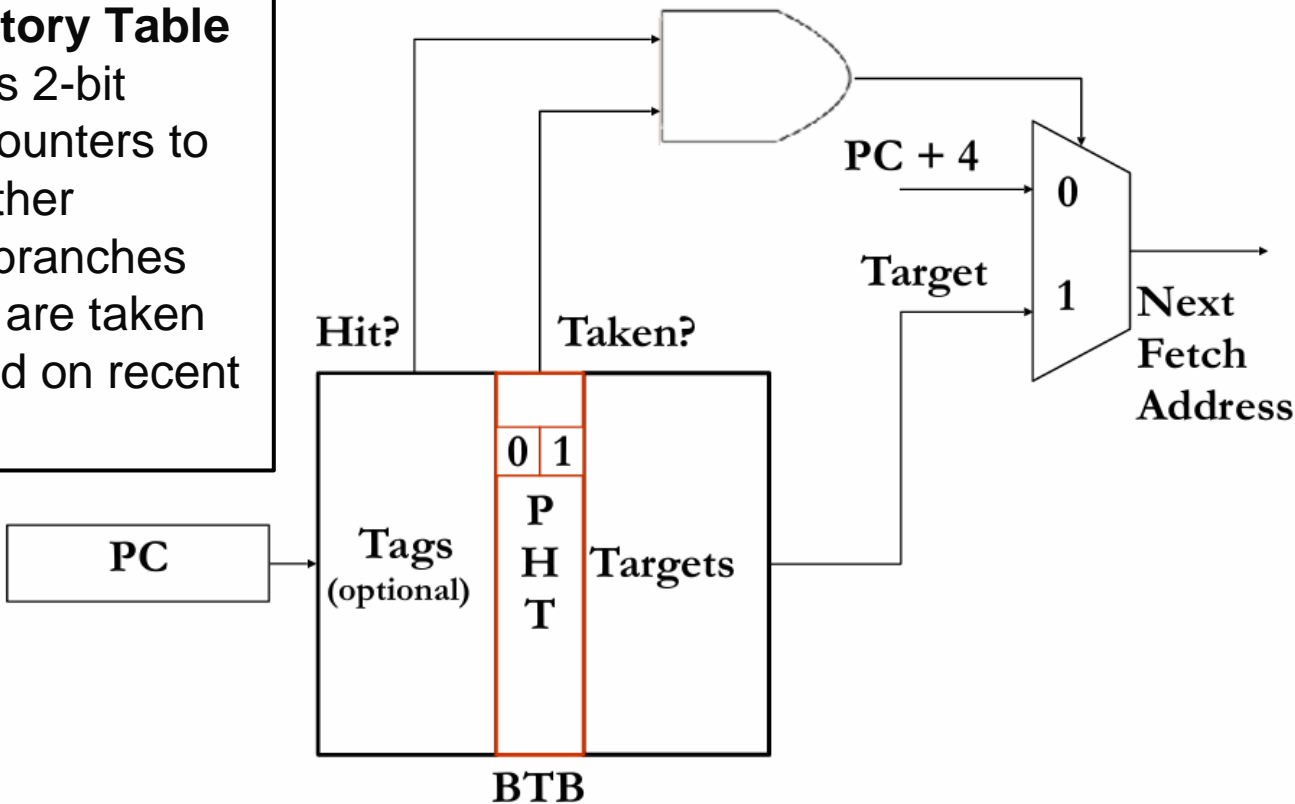 tory Table
s 2-bit
ounters to
ther
branches
are taken
d on recent
PC + 4
0
Target
1
Next
Fetch
Address
Hit?
Taken?
0 1
P
H
T
Tags
(optional)
Targets
PC
BTB